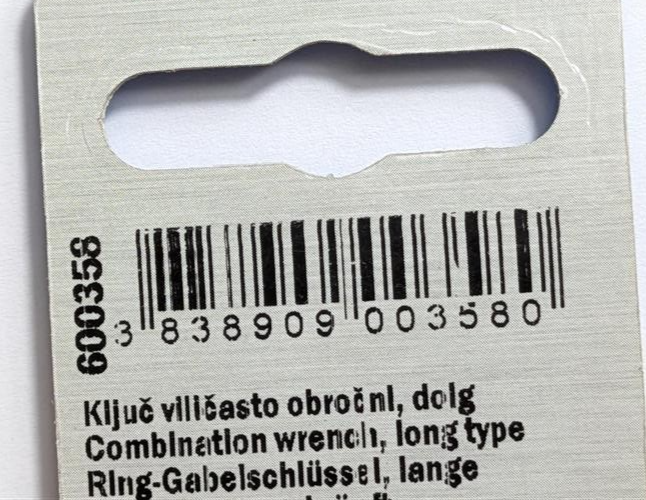 600358
3 838909 003580
Ključ viličasto obročni, dolg
Combination wrench, long type
Ring-Gabelschlüssel, lange